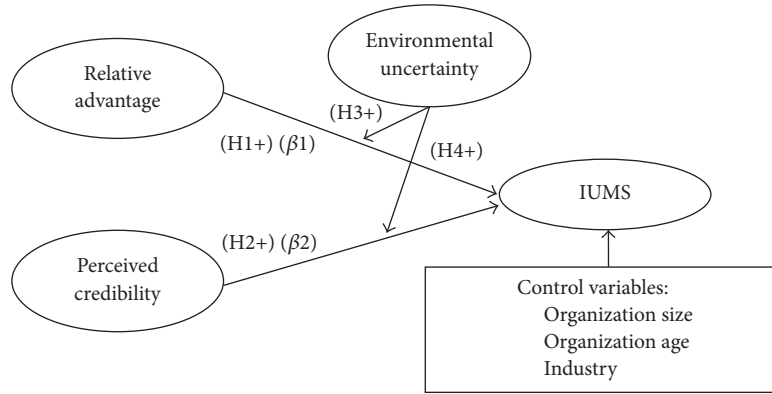 Environmental
uncertainty
Relative
advantage
(H3+)
(H1+) (β1)
(H4+)
IUMS
(H2+) (β2)
Perceived
credibility
Control variables:
Organization size
Organization age
Industry